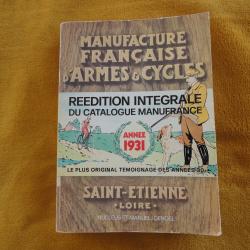 MANUFACTURE
FRANÇAISE
D'ARMES & CYCLES
REEDITION INTEGRALE
DU CATALOGUE MANUFRANCE
ANNÉE
1931
LE PLUS ORIGINAL TEMOIGNAGE DES ANNEES 30
SAINT-ETIENNE
LOIRE